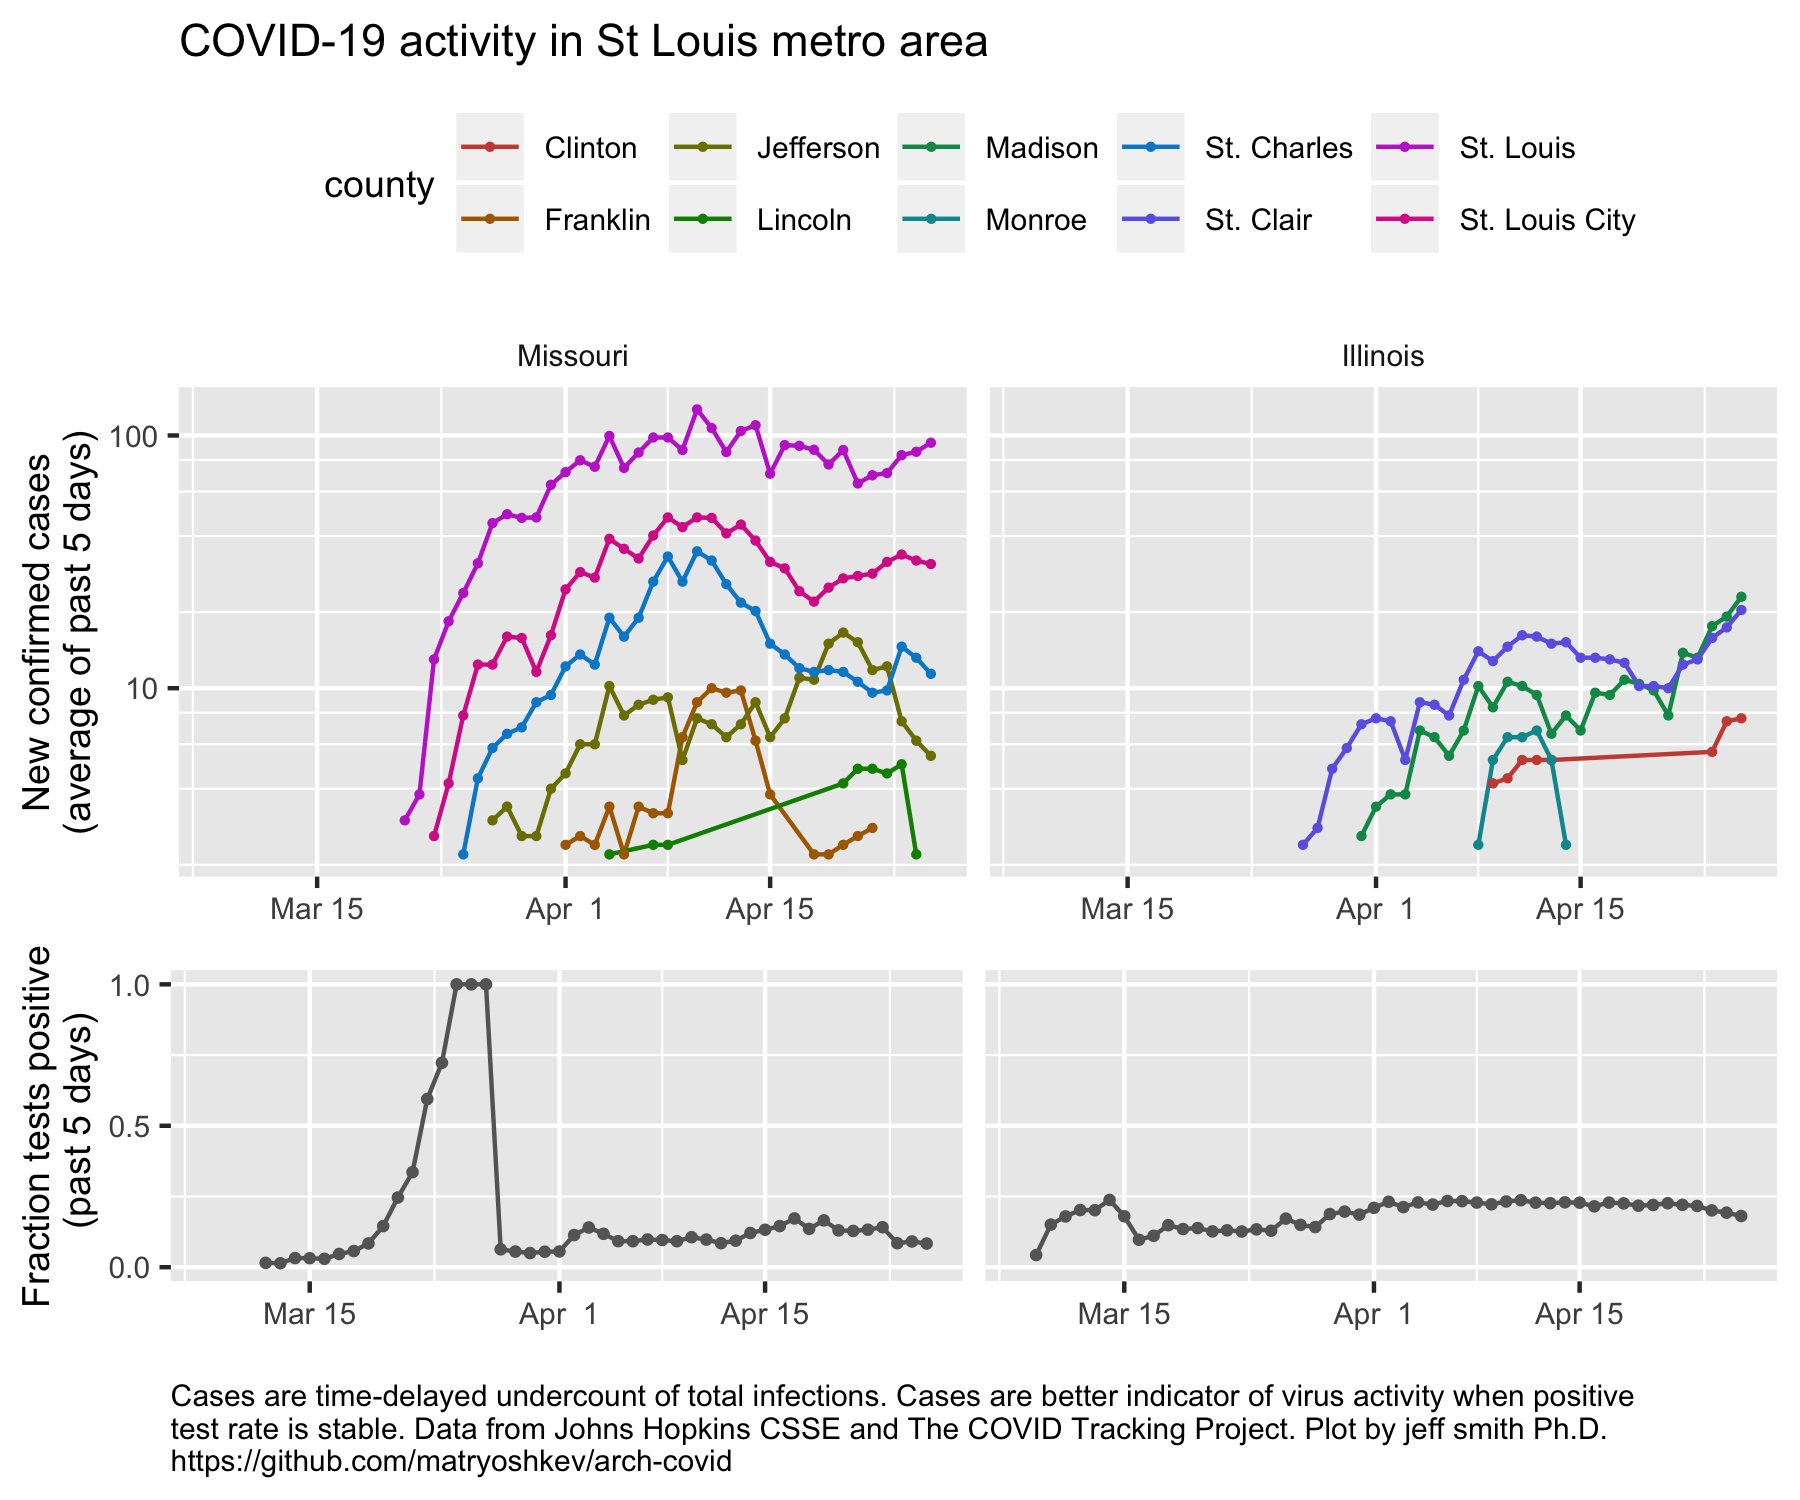 COVID-19 activity in St Louis metro area
county
Clinton Jefferson Madison St. Charles St. Louis
Franklin Lincoln Monroe St. Clair St. Louis City
Missouri Illinois
New confirmed cases
(average of past 5 days)
100
10
Mar 15 Apr 1 Apr 15 Mar 15 Apr 1 Apr 15
Fraction tests positive
(past 5 days)
1.0
0.5
0.0
Mar 15 Apr 1 Apr 15 Mar 15 Apr 1 Apr 15
Cases are time-delayed undercount of total infections. Cases are better indicator of virus activity when positive
test rate is stable. Data from Johns Hopkins CSSE and The COVID Tracking Project. Plot by jeff smith Ph.D.
https://github.com/matryoshkev/arch-covid